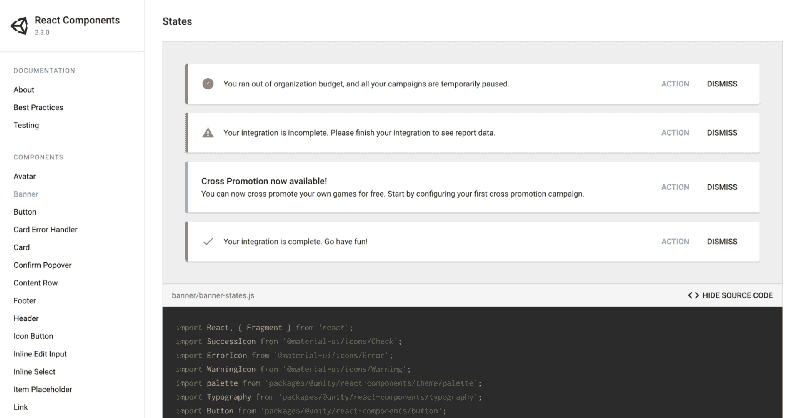 React Components
2.3.0
DOCUMENTATION
About
Best Practices
Testing
COMPONENTS
Avatar
Banner
Button
Card Error Handler
Card
Confirm Popover
Content Row
Footer
Header
Icon Button
Inline Edit Input
Inline Select
Item Placeholder
Link
States
You ran out of organization budget, and all your campaigns are temporarily paused. ACTION DISMISS
Your integration is incomplete. Please finish your integration to see report data. ACTION DISMISS
Cross Promotion now available!
You can now cross promote your own games for free. Start by configuring your first cross promotion campaign. ACTION DISMISS
Your integration is complete. Go have fun! ACTION DISMISS
banner/banner-states.js <> HIDE SOURCE CODE
import React, { Fragment } from 'react';
import SuccessIcon from '@material-ui/icons/Check';
import ErrorIcon from '@material-ui/icons/Error';
import WarningIcon from '@material-ui/icons/Warning';
import palette from 'packages/@unity/react-components/theme/palette';
import Typography from 'packages/@unity/react-components/typography';
import Button from 'packages/@unity/react-components/button';